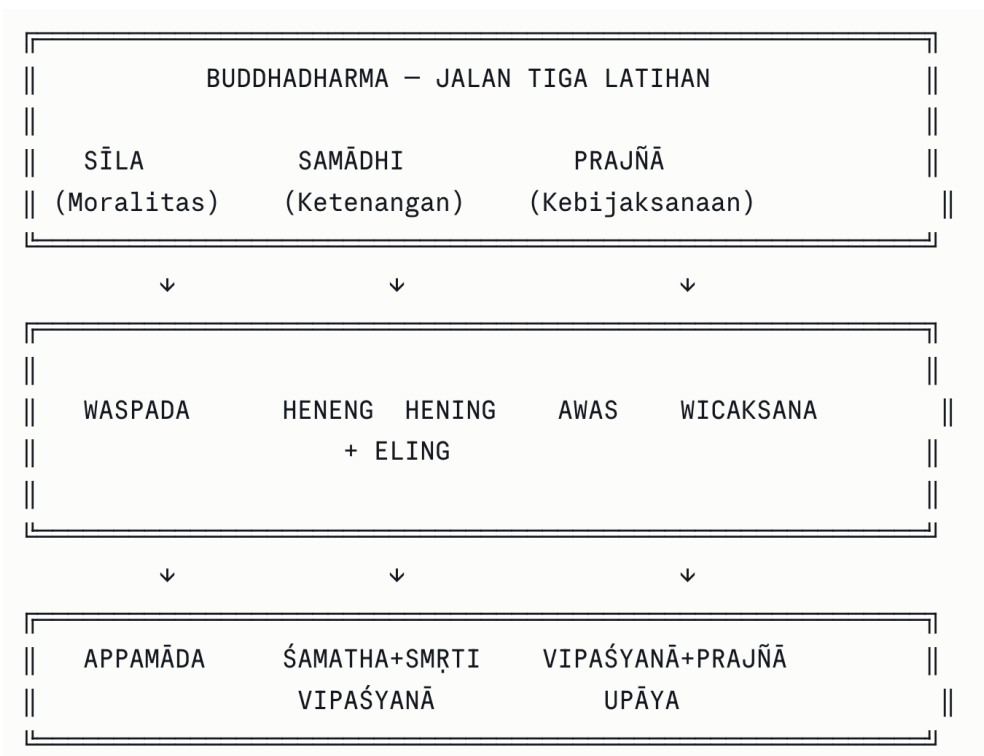 BUDDHADHARMA — JALAN TIGA LATIHAN
SĪLA SAMĀDHI PRAJÑĀ
(Moralitas) (Ketenangan) (Kebijaksanaan)
↓ ↓ ↓
WASPADA HENENG HENING AWAS WICAKSANA
+ ELING
↓ ↓ ↓
APPAMĀDA ŚAMATHA+SMṚTI VIPAŚYANĀ+PRAJÑĀ
VIPAŚYANĀ UPĀYA